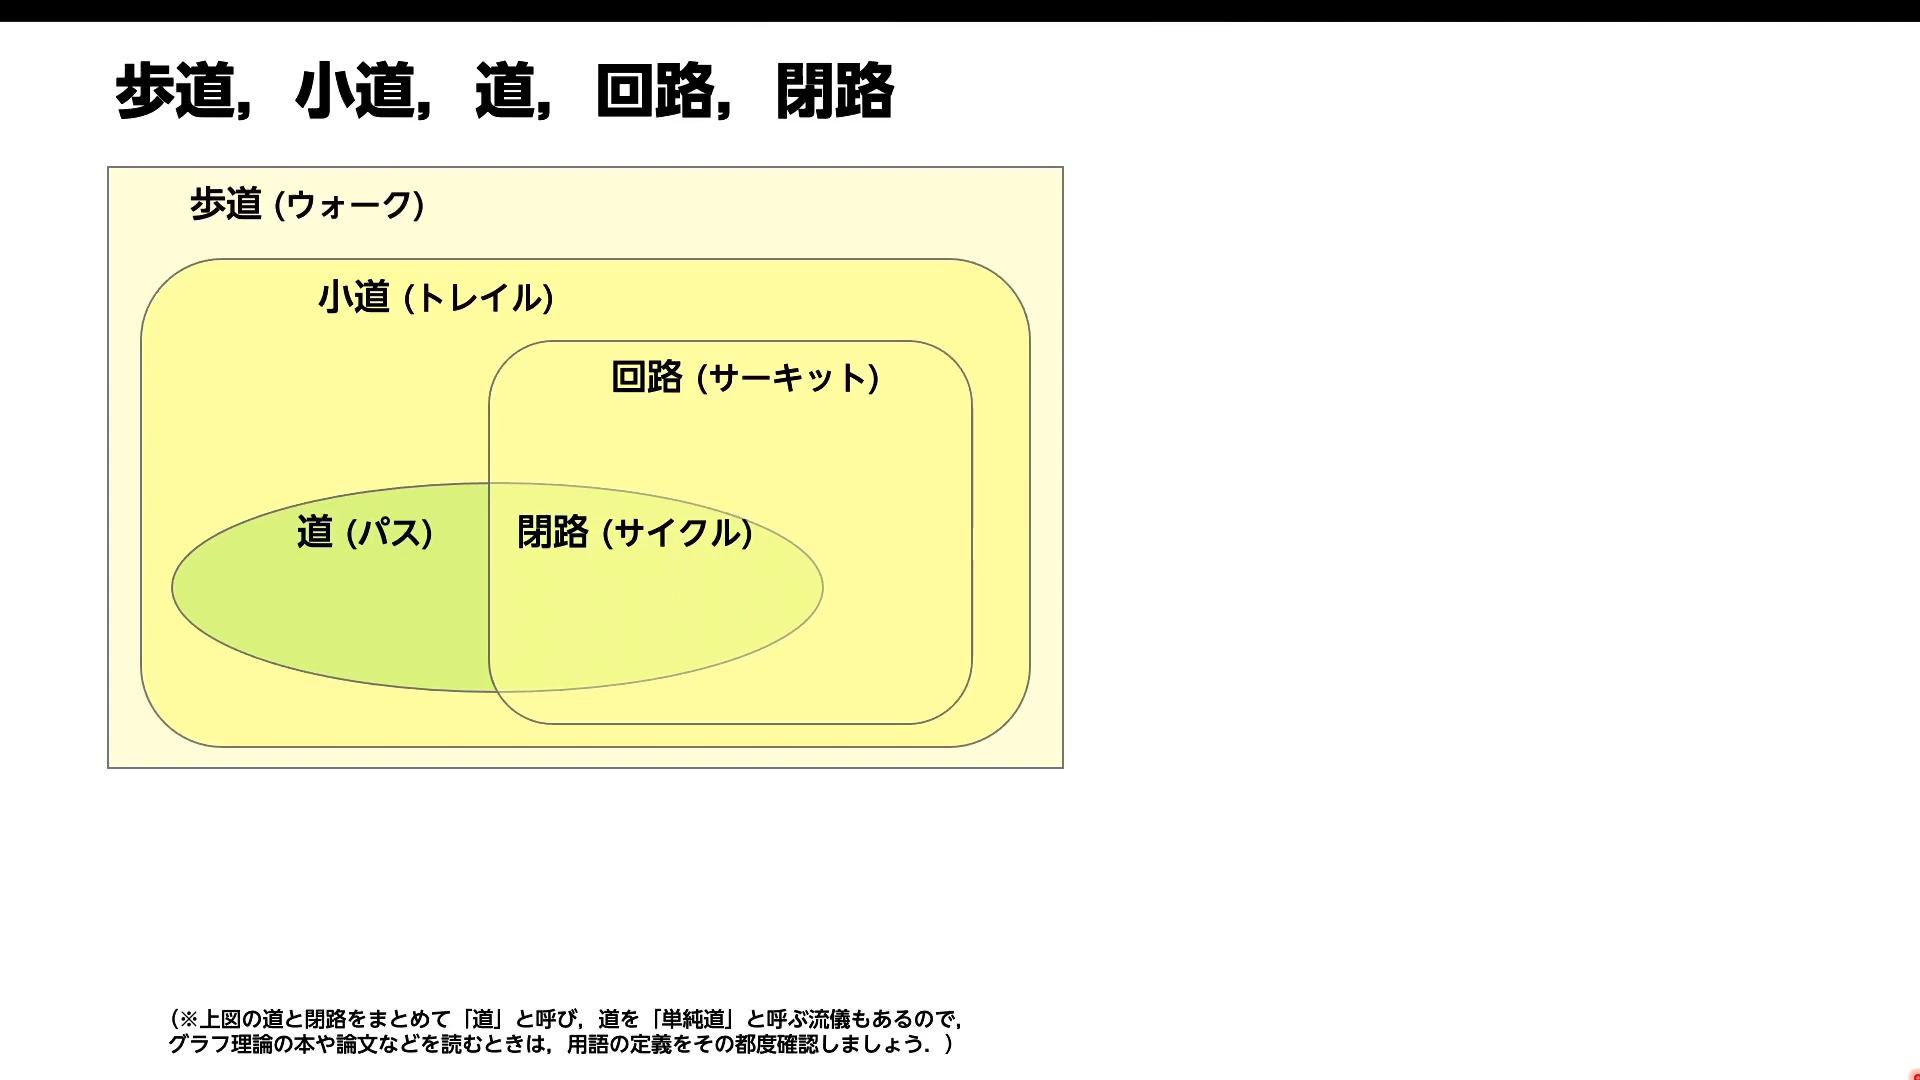 歩道，小道，道，回路，閉路
歩道 (ウォーク)
小道 (トレイル)
回路 (サーキット)
道 (パス)
閉路 (サイクル)
（※上図の道と閉路をまとめて「道」と呼び，道を「単純道」と呼ぶ流儀もあるので，
グラフ理論の本や論文などを読むときは，用語の定義をその都度確認しましょう．）